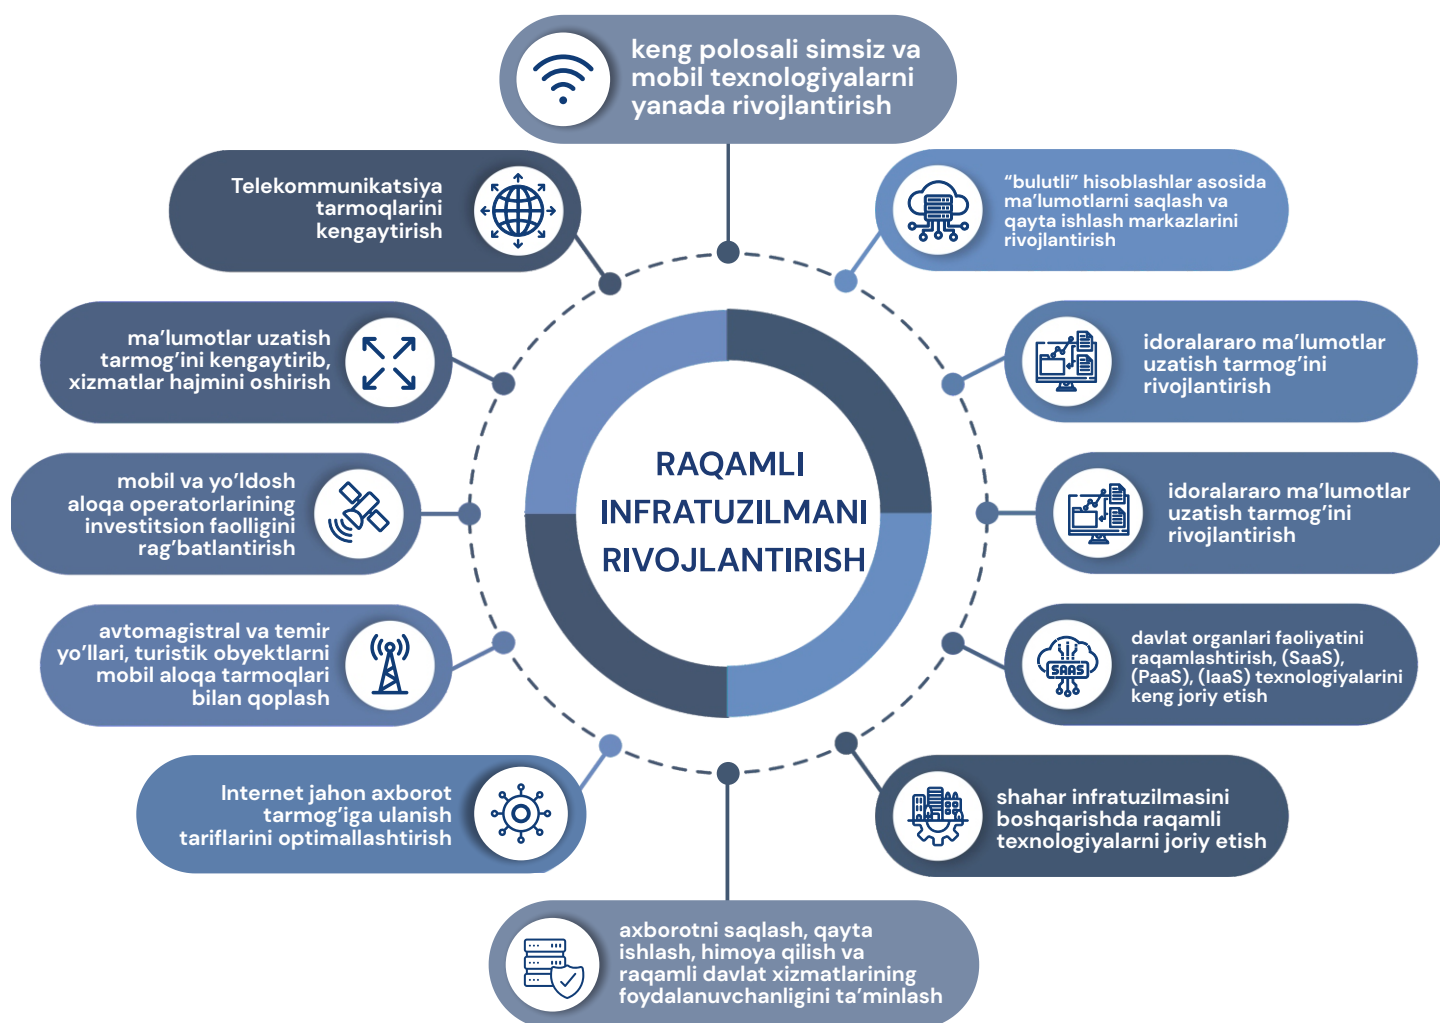 keng polosali simsiz va
mobil texnologiyalarni
yanada rivojlantirish
Telekommunikatsiya
tarmoqlarini
kengaytirish
“bulutli” hisoblashlar asosida
ma’lumotlarni saqlash va
qayta ishlash markazlarini
rivojlantirish
ma’lumotlar uzatish
tarmog’ini kengaytirib,
xizmatlar hajmini oshirish
idoralararo ma’lumotlar
uzatish tarmog’ini
rivojlantirish
mobil va yo’ldosh
aloqa operatorlarining
investitsion faolligini
rag’batlantirish
RAQAMLI
INFRATUZILMANI
RIVOJLANTIRISH
idoralararo ma’lumotlar
uzatish tarmog’ini
rivojlantirish
avtomagistral va temir
yo’llari, turistik obyektlarni
mobil aloqa tarmoqlari
bilan qoplash
SAAS
davlat organlari faoliyatini
raqamlashtirish, (SaaS),
(PaaS), (IaaS) texnologiyalarini
keng joriy etish
Internet jahon axborot
tarmog’iga ulanish
tariflarini optimallashtirish
shahar infratuzilmasini
boshqarishda raqamli
texnologiyalarni joriy etish
axborotni saqlash, qayta
ishlash, himoya qilish va
raqamli davlat xizmatlarining
foydalanuvchanligini ta’minlash